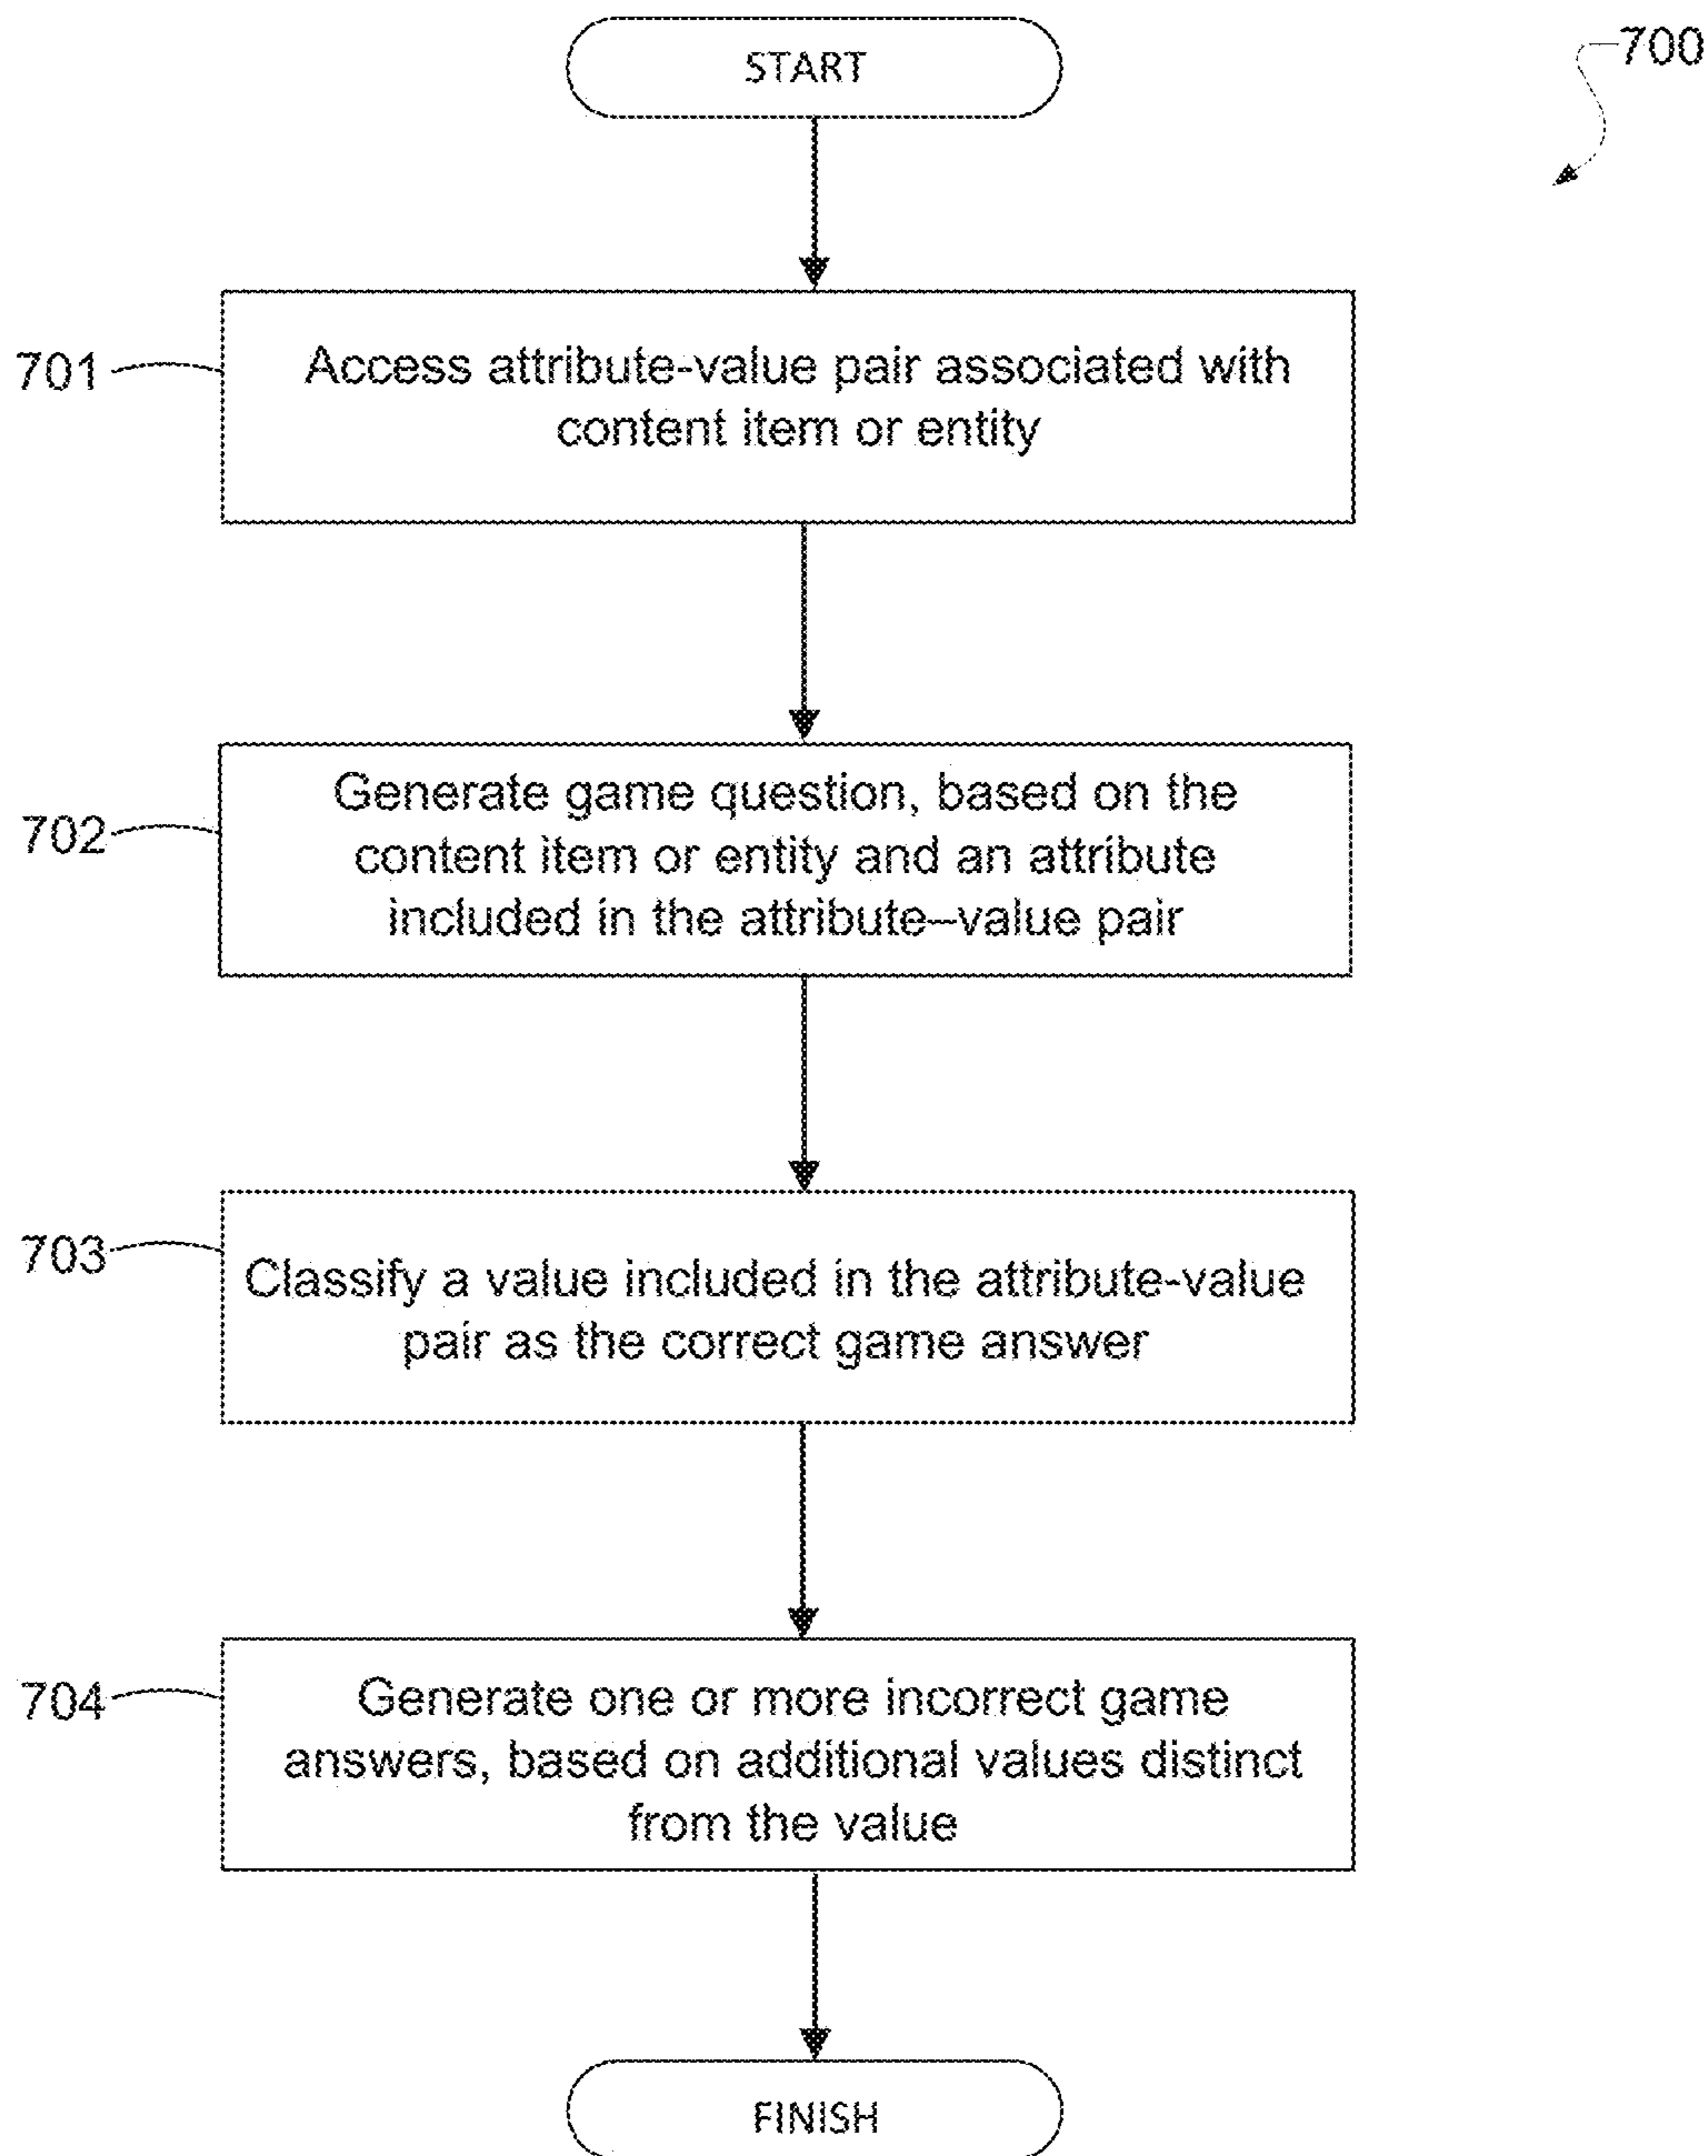 START
700
701
Access attribute-value pair associated with
content item or entity
702
Generate game question, based on the
content item or entity and an attribute
included in the attribute–value pair
703
Classify a value included in the attribute-value
pair as the correct game answer
704
Generate one or more incorrect game
answers, based on additional values distinct
from the value
FINISH